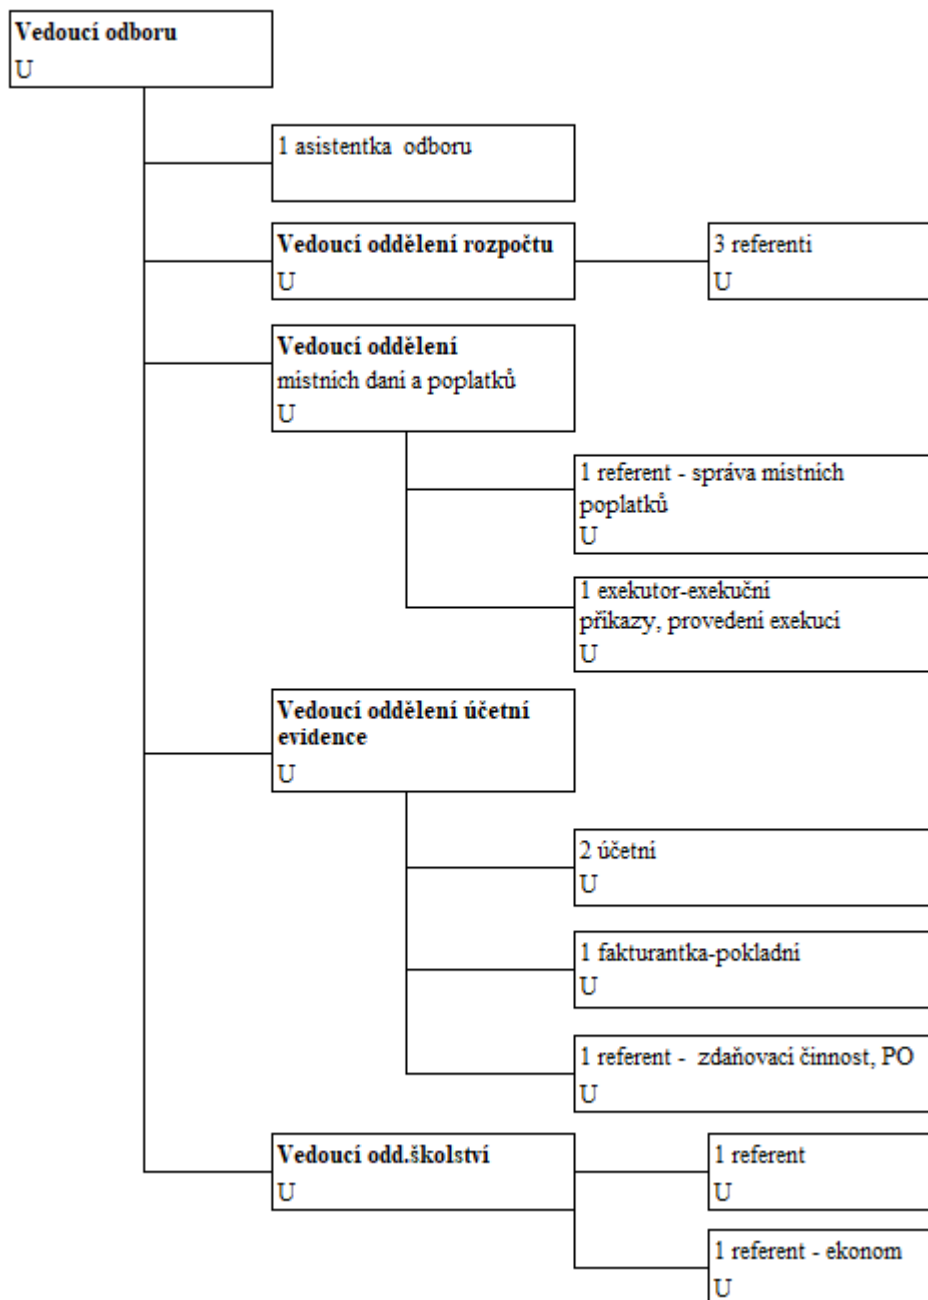 Vedoucí odboru
U
1 asistentka odboru
Vedoucí oddělení rozpočtu
U
3 referenti
U
Vedoucí oddělení
místních daní a poplatků
U
1 referent - správa místních
poplatků
U
1 exekutor-exekuční
příkazy, provedení exekucí
U
Vedoucí oddělení účetní
evidence
U
2 účetní
U
1 fakturantka-pokladní
U
1 referent - zdaňovací činnost, PO
U
Vedoucí odd.školství
U
1 referent
U
1 referent - ekonom
U